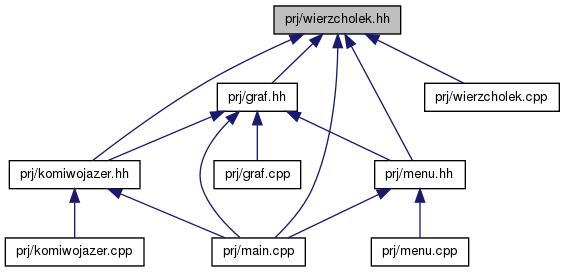 prj/wierzcholek.hh
prj/graf.hh
prj/wierzcholek.cpp
prj/komiwojazer.hh
prj/graf.cpp
prj/menu.hh
prj/komiwojazer.cpp
prj/main.cpp
prj/menu.cpp